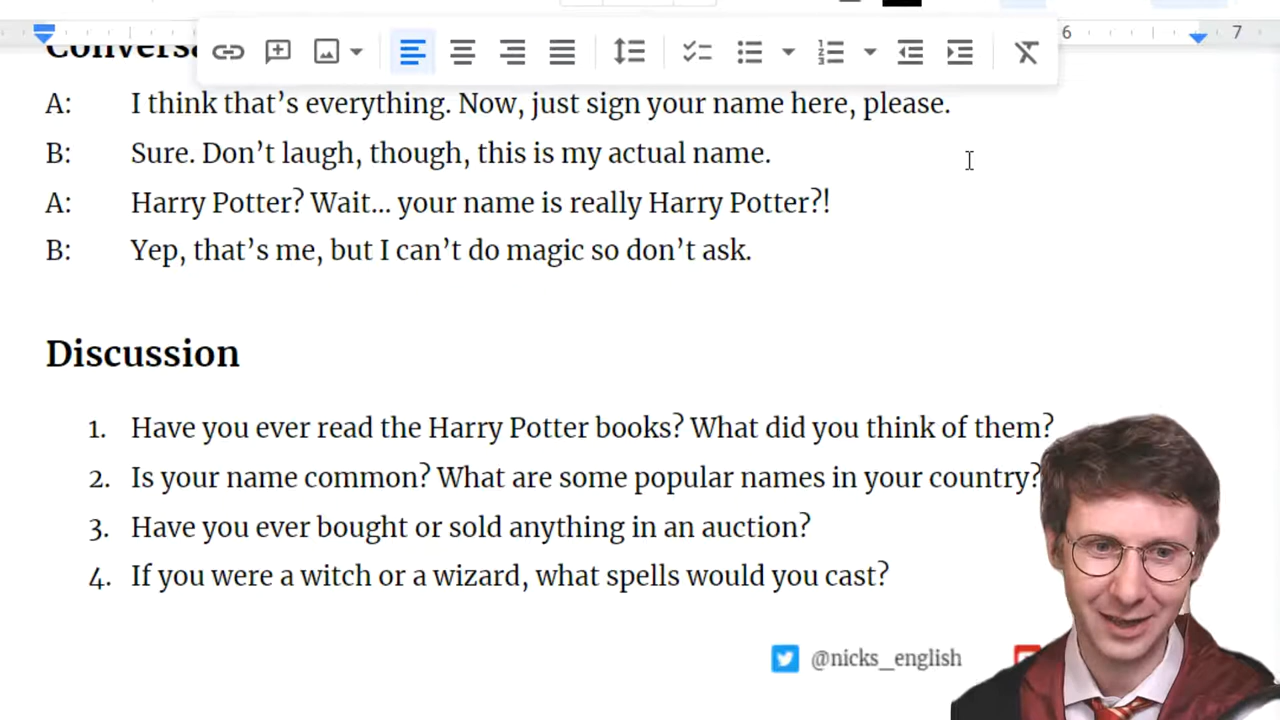 6 7
Conversa
A: I think that’s everything. Now, just sign your name here, please.
B: Sure. Don’t laugh, though, this is my actual name.
A: Harry Potter? Wait... your name is really Harry Potter?!
B: Yep, that’s me, but I can’t do magic so don’t ask.
Discussion
1. Have you ever read the Harry Potter books? What did you think of them?
2. Is your name common? What are some popular names in your country?
3. Have you ever bought or sold anything in an auction?
4. If you were a witch or a wizard, what spells would you cast?
@nicks_english